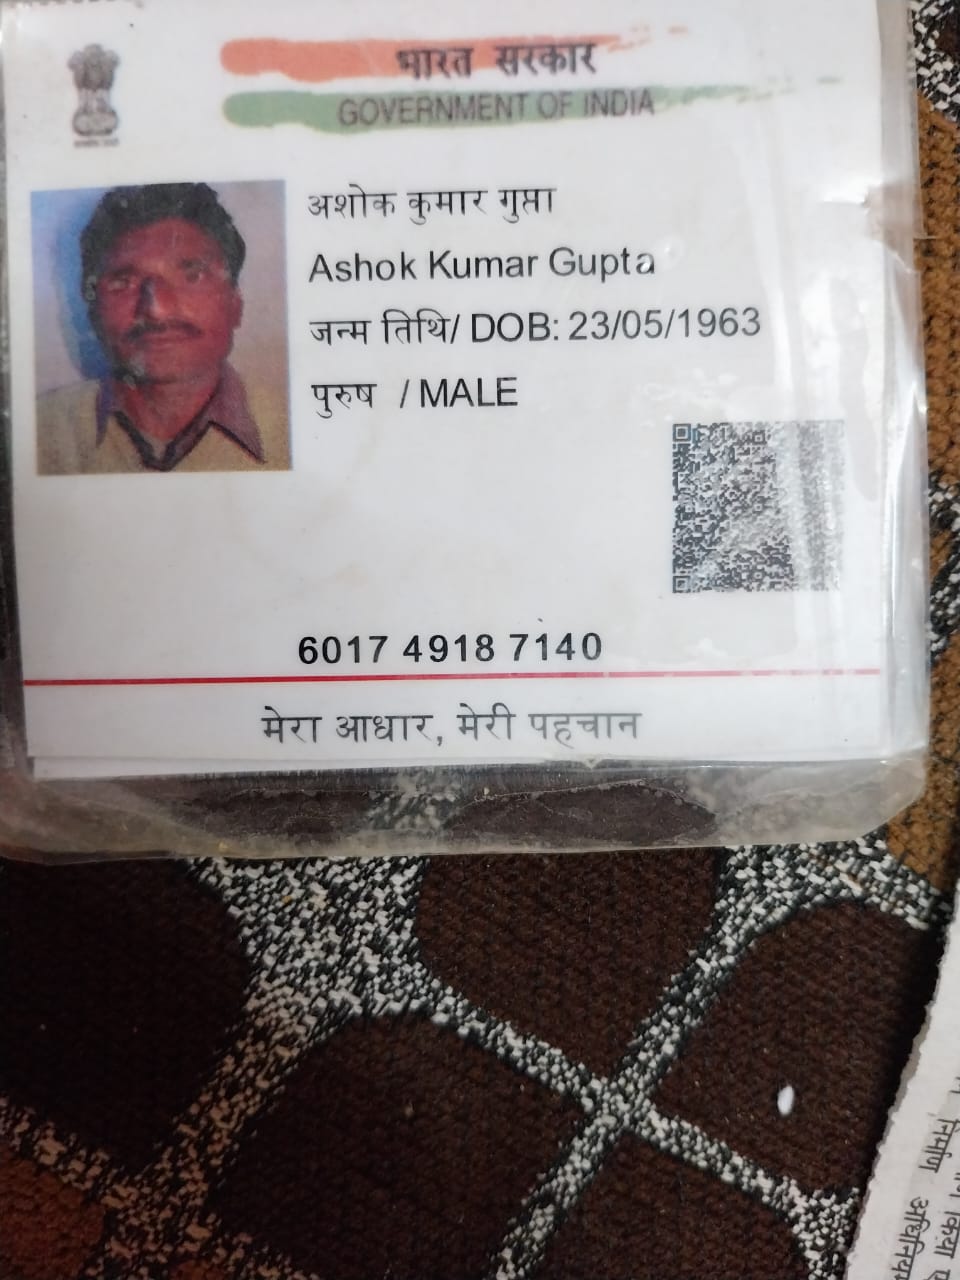 भारत सरकार
GOVERNMENT OF INDIA
अशोक कुमार गुप्ता
Ashok Kumar Gupta
जन्म तिथि/ DOB: 23/05/1963
पुरुष / MALE
6017 4918 7140
मेरा आधार, मेरी पहचान
निर्माण